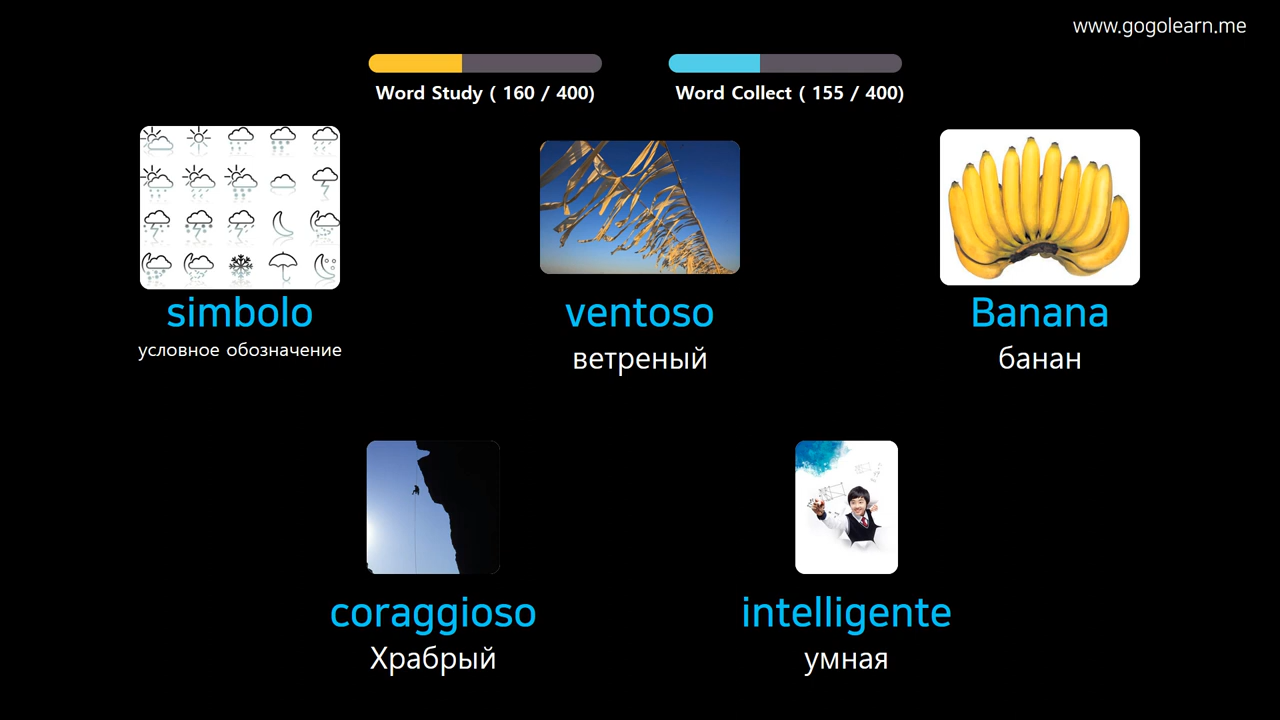 www.gogolearn.me
Word Study ( 160 / 400)
Word Collect ( 155 / 400)
simbolo
условное обозначение
ventoso
ветреный
Banana
банан
coraggioso
Храбрый
intelligente
умная